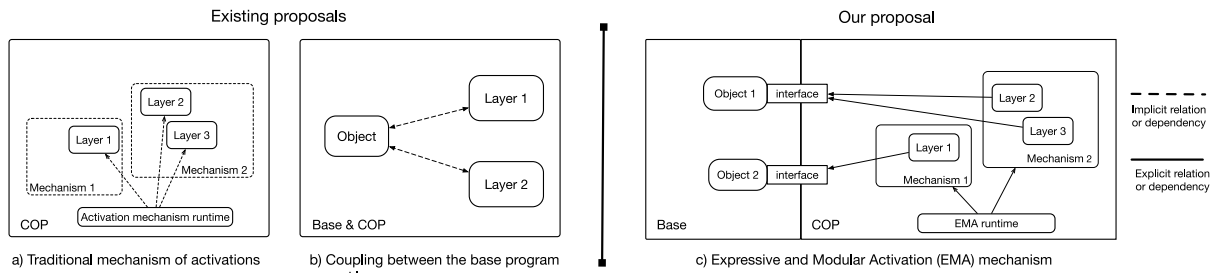 Existing proposals
Our proposal
Layer 2
Layer 1
Layer 3
Mechanism 2
Mechanism 1
Activation mechanism runtime
COP
a) Traditional mechanism of activations
Layer 1
Object
Layer 2
Base & COP
b) Coupling between the base program
Object 1
interface
Layer 2
Layer 3
Layer 1
Mechanism 2
Object 2
interface
Mechanism 1
Base
COP
EMA runtime
c) Expressive and Modular Activation (EMA) mechanism
Implicit relation
or dependency
Explicit relation
or dependency